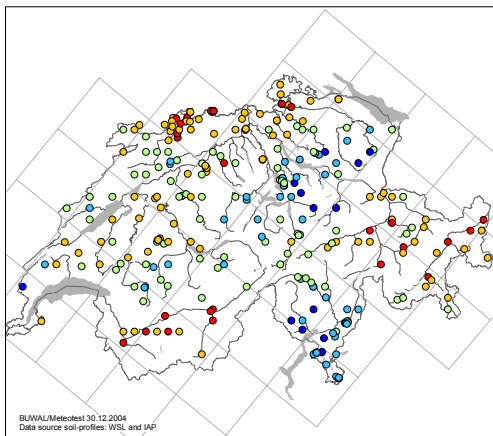 BUWAL/Meteotest 30.12.2004
Data source soil-profiles: WSL and IAP